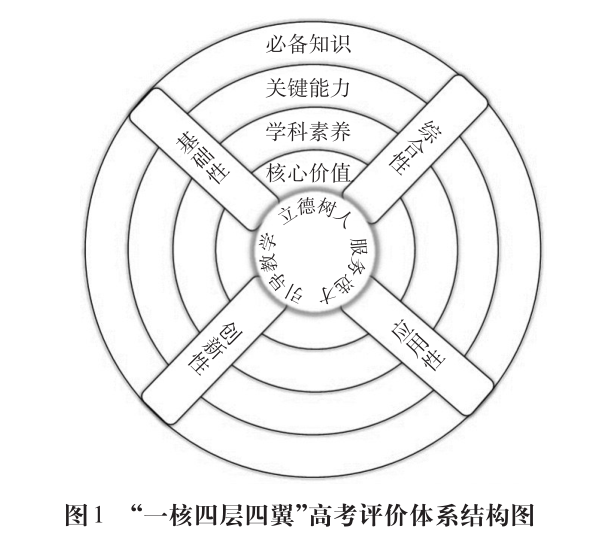 必备知识
关键能力
学科素养
核心价值
基础性
综合性
立德树人
服务选才
引导教学
创新性
应用性
图1 “一核四层四翼”高考评价体系结构图